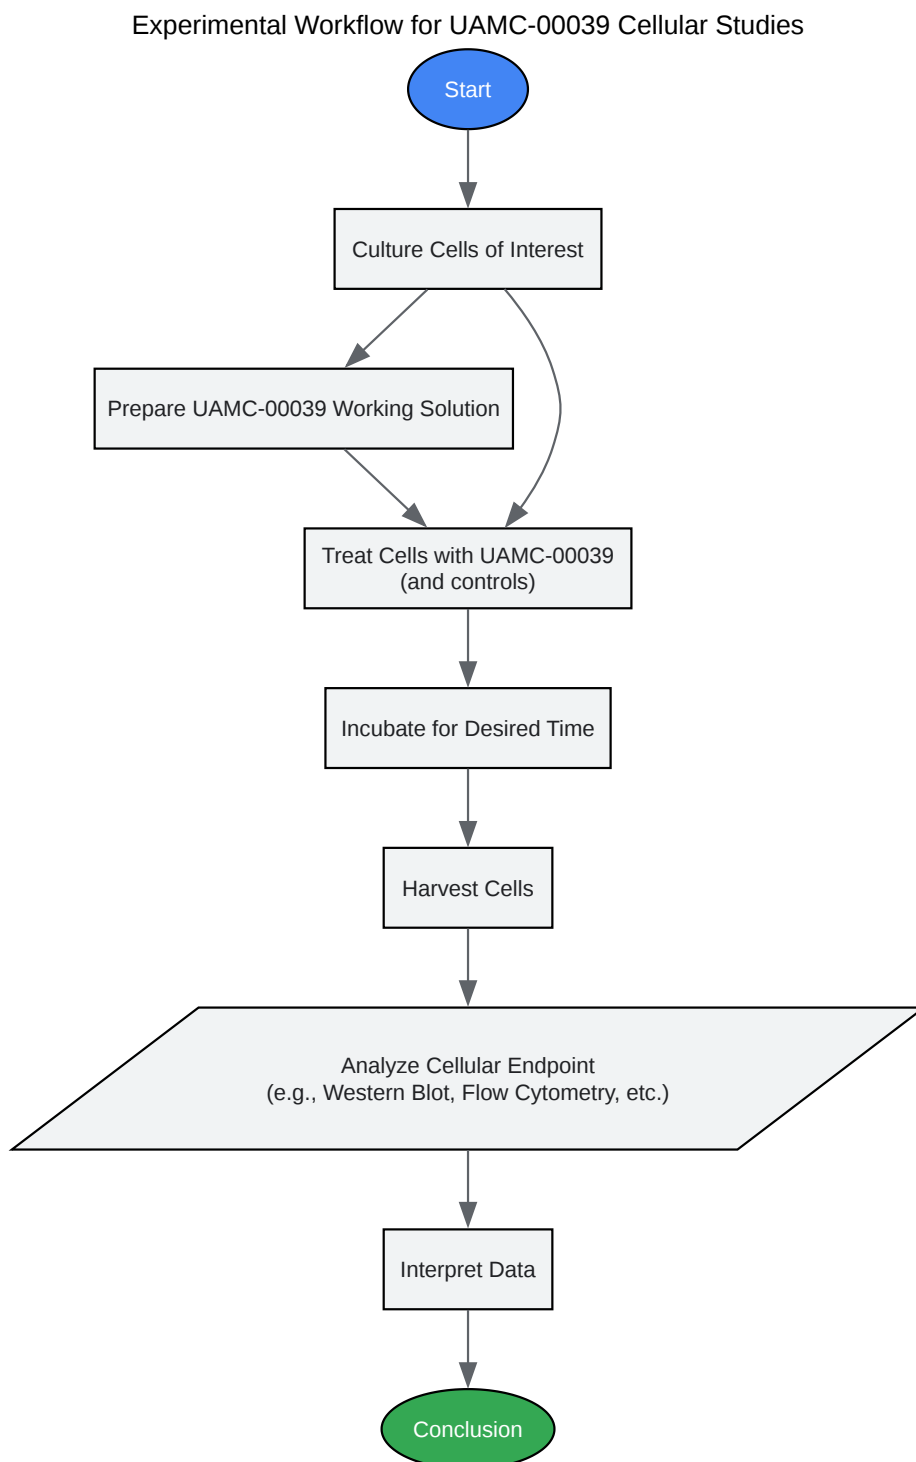 Experimental Workflow for UAMC-00039 Cellular Studies
Start
Culture Cells of Interest
Prepare UAMC-00039 Working Solution
Treat Cells with UAMC-00039
(and controls)
Incubate for Desired Time
Harvest Cells
Analyze Cellular Endpoint
(e.g., Western Blot, Flow Cytometry, etc.)
Interpret Data
Conclusion